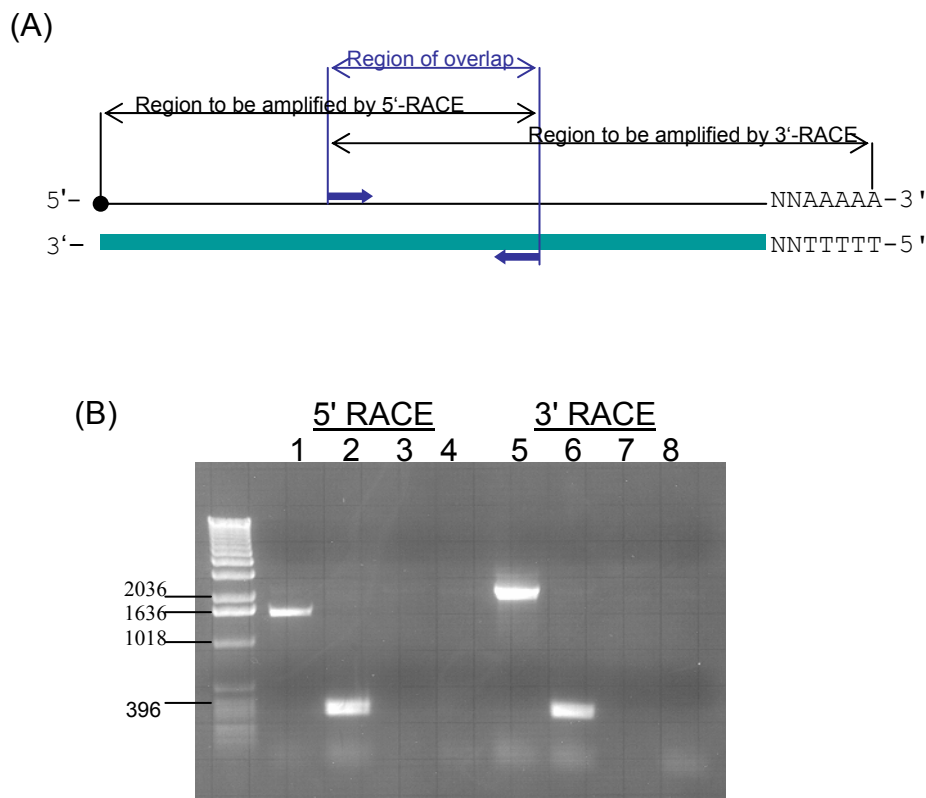 (A)
Region of overlap
Region to be amplified by 5‘-RACE
Region to be amplified by 3‘-RACE
5'- NNAAAAA-3'
3‘- NNTTTTT-5'
(B)
5' RACE 3' RACE
1 2 3 4 5 6 7 8
2036
1636
1018
396